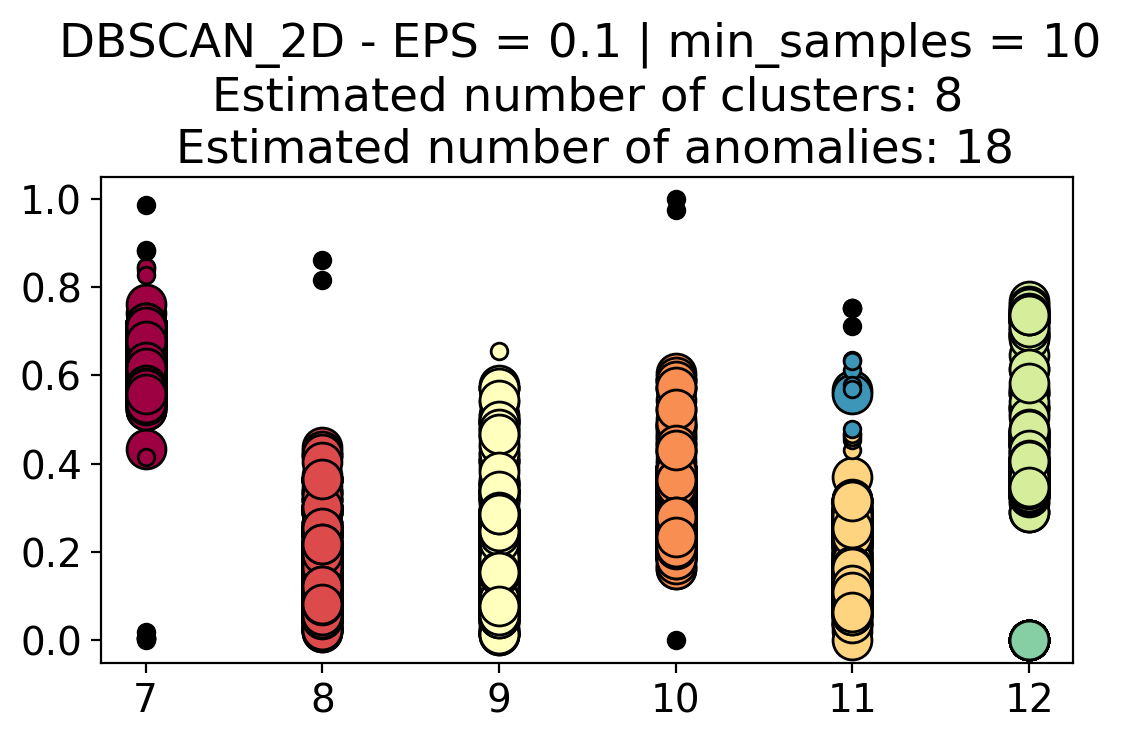 DBSCAN_2D - EPS = 0.1 | min_samples = 10
Estimated number of clusters: 8
Estimated number of anomalies: 18
1.0
0.8
0.6
0.4
0.2
0.0
7 8 9 10 11 12